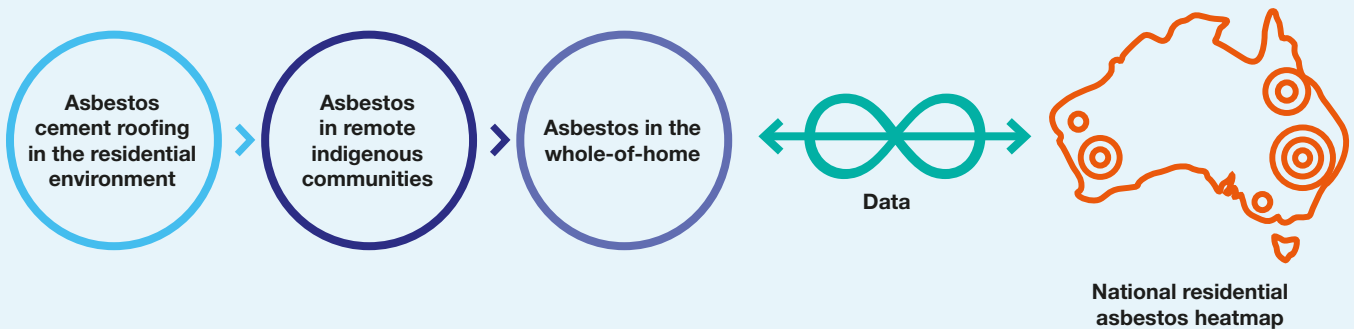 Asbestos
cement roofing
in the residential
environment
Asbestos
in remote
indigenous
communities
Asbestos in the
whole-of-home
Data
National residential
asbestos heatmap